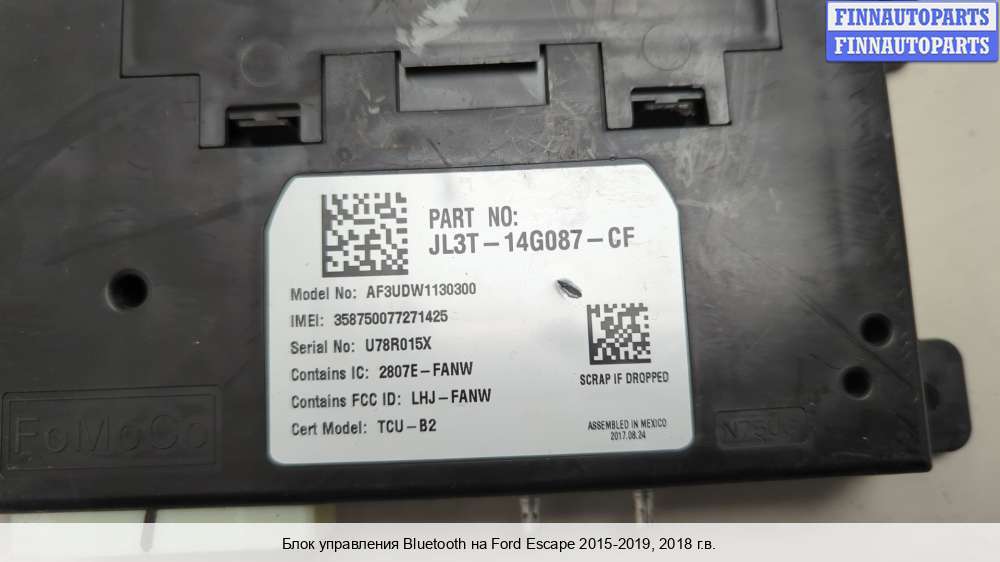 FINNAUTOPARTS
FINNAUTOPARTS
PART NO:
JL3T-14G087-CF
Model No: AF3UDW1130300
IMEI: 358750077271425
Serial No: U78R015X
Contains IC: 2807E-FANW
Contains FCC ID: LHJ-FANW
Cert Model: TCU-B2
SCRAP IF DROPPED
ASSEMBLED IN MEXICO
2017.08.24
FoMoCo
Блок управления Bluetooth на Ford Escape 2015-2019, 2018 г.в.